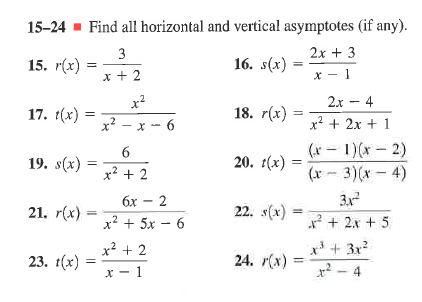 15–24 ■ Find all horizontal and vertical asymptotes (if any).
15. r(x) = 3 / (x + 2)
16. s(x) = (2x + 3) / (x − 1)
17. t(x) = x² / (x² − x − 6)
18. r(x) = (2x − 4) / (x² + 2x + 1)
19. s(x) = 6 / (x² + 2)
20. t(x) = (x − 1)(x − 2) / (x − 3)(x − 4)
21. r(x) = (6x − 2) / (x² + 5x − 6)
22. s(x) = 3x² / (x² + 2x + 5)
23. t(x) = (x² + 2) / (x − 1)
24. r(x) = (x³ + 3x²) / (x² − 4)